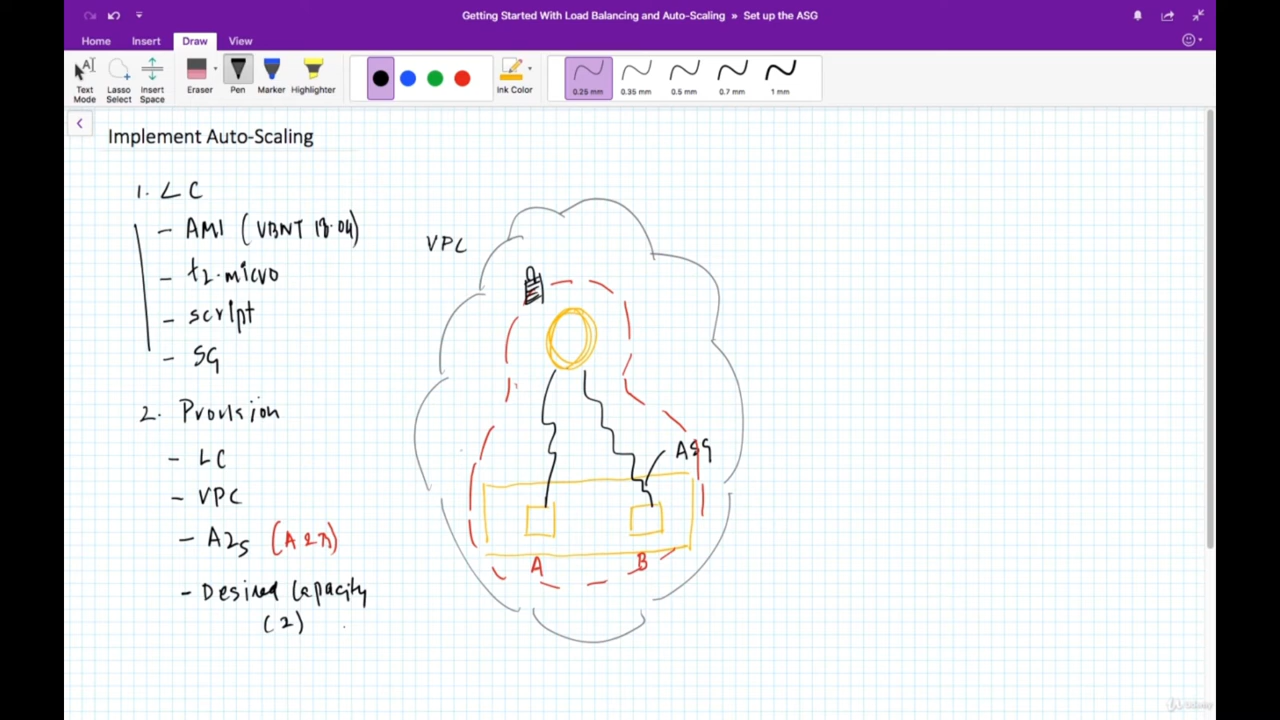 Getting Started With Load Balancing and Auto-Scaling » Set up the ASG
Home Insert Draw View
Text Mode
Lasso Select
Insert Space
Eraser
Pen
Marker
Highlighter
Ink Color
0.25 mm
0.35 mm
0.5 mm
0.7 mm
1 mm
Implement Auto-Scaling
1. LC
- AMI (UBNT 18.04)
- t2.micro
- script
- SG
2. Provision
- LC
- VPC
- AZs (AZA)
- Desired Capacity
(2)
VPC
ASG
A B
Udemy